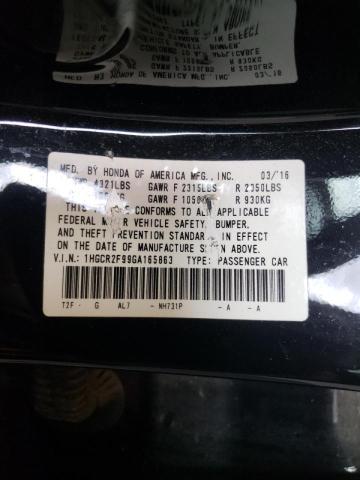 MFD. BY HONDA OF AMERICA MFG., INC. 03/16
4321LBS GAWR F 2315LBS R 2350LBS
KG GAWR F 1050KG R 930KG
THIS CONFORMS TO ALL APPLICABLE
FEDERAL MOTOR VEHICLE SAFETY, BUMPER,
AND THEFT PREVENTION STANDARDS IN EFFECT
ON THE DATE OF MANUFACTURE SHOWN ABOVE.
V.I.N.: 1HGCR2F99GA165863 TYPE: PASSENGER CAR
T2F - G AL7 - NH731P - A - A